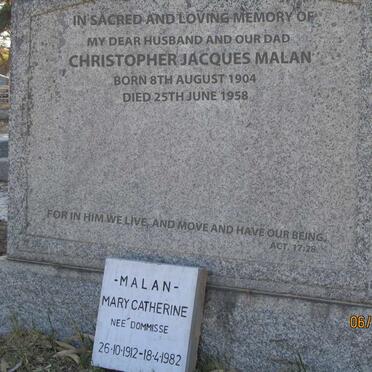 IN SACRED AND LOVING MEMORY OF
MY DEAR HUSBAND AND OUR DAD
CHRISTOPHER JACQUES MALAN
BORN 8TH AUGUST 1904
DIED 25TH JUNE 1958
FOR IN HIM WE LIVE, AND MOVE AND HAVE OUR BEING.
ACT. 17:28.
-MALAN-
MARY CATHERINE
NEÉ DOMMISSE
26·10·1912-18·4·1982
06/